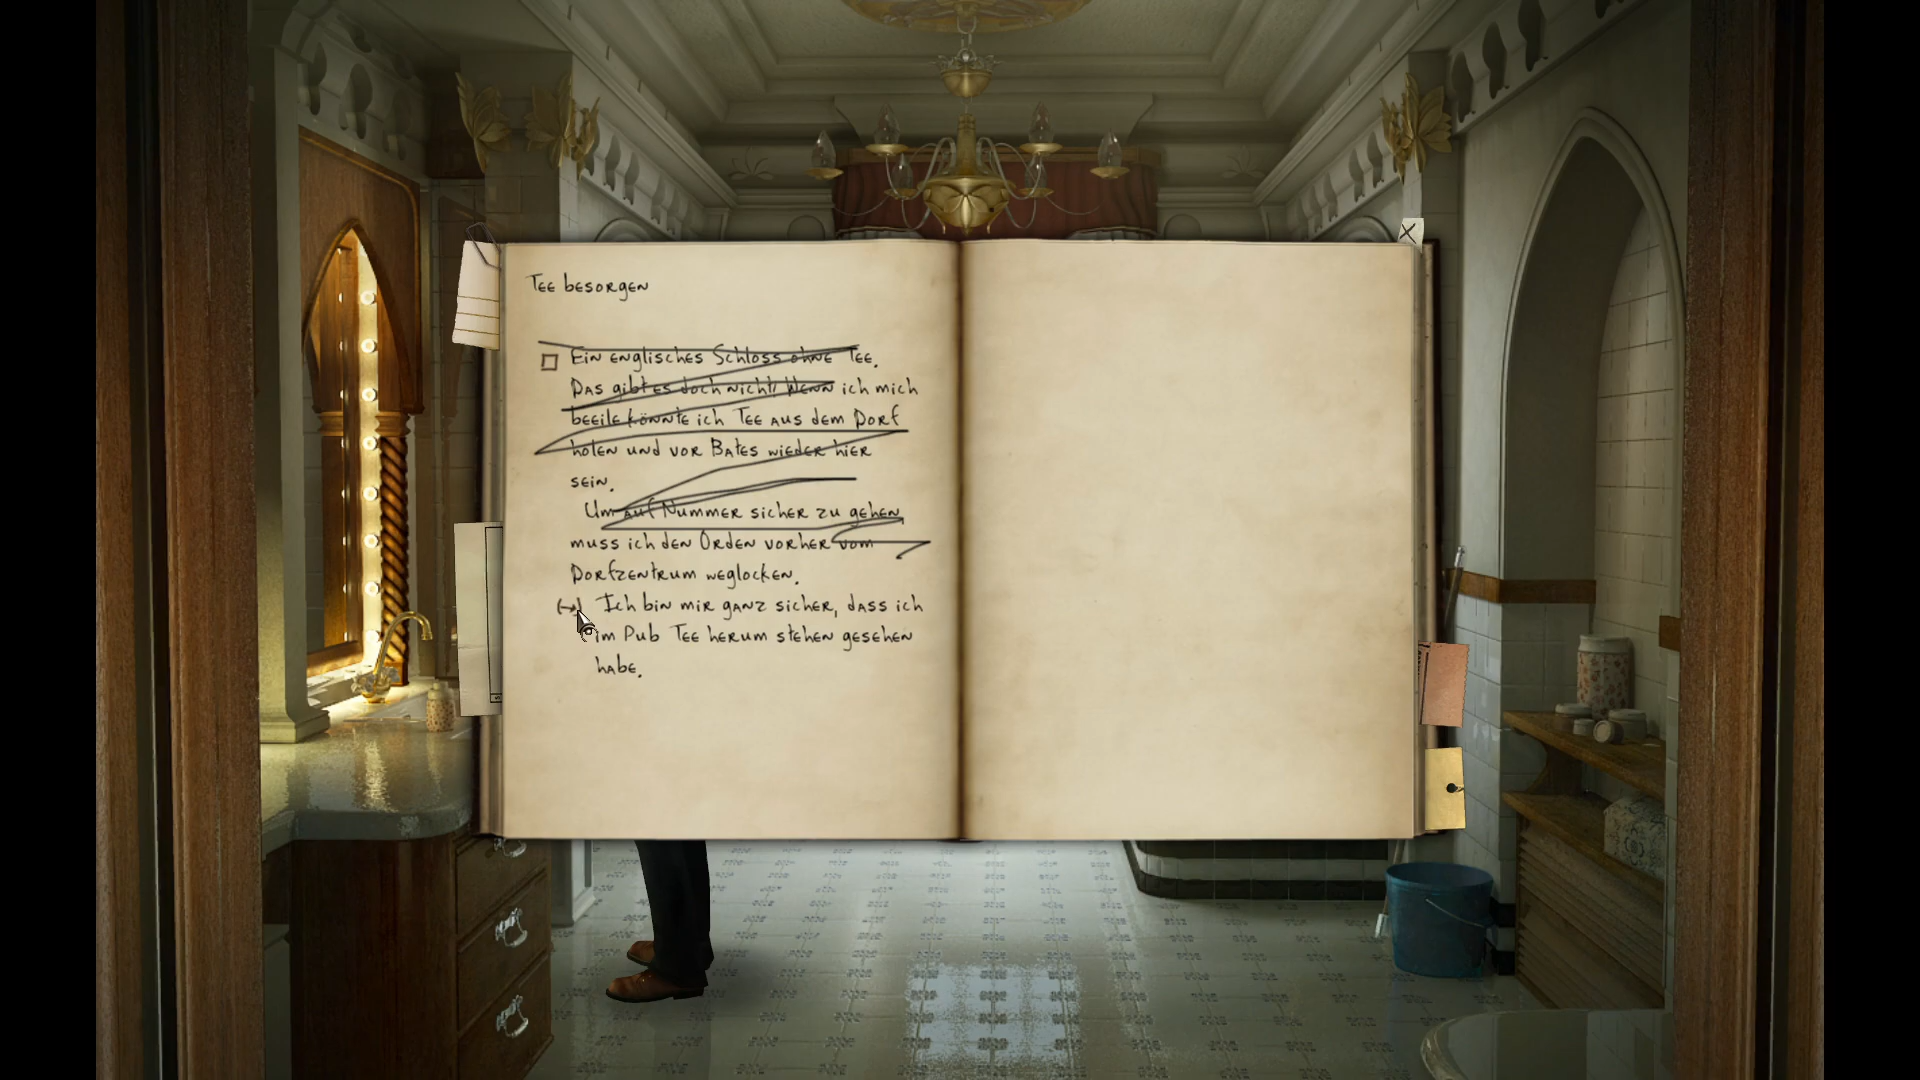 Tee besorgen
Ein englisches Schloss ohne Tee.
Das gibt es doch nicht! Wenn ich mich
beeile könnte ich Tee aus dem Dorf
holen und vor Bates wieder hier
sein.
Um auf Nummer sicher zu gehen,
muss ich den Orden vorher vom
Dorfzentrum weglocken.
(→) Ich bin mir ganz sicher, dass ich
im Pub Tee herum stehen gesehen
habe.